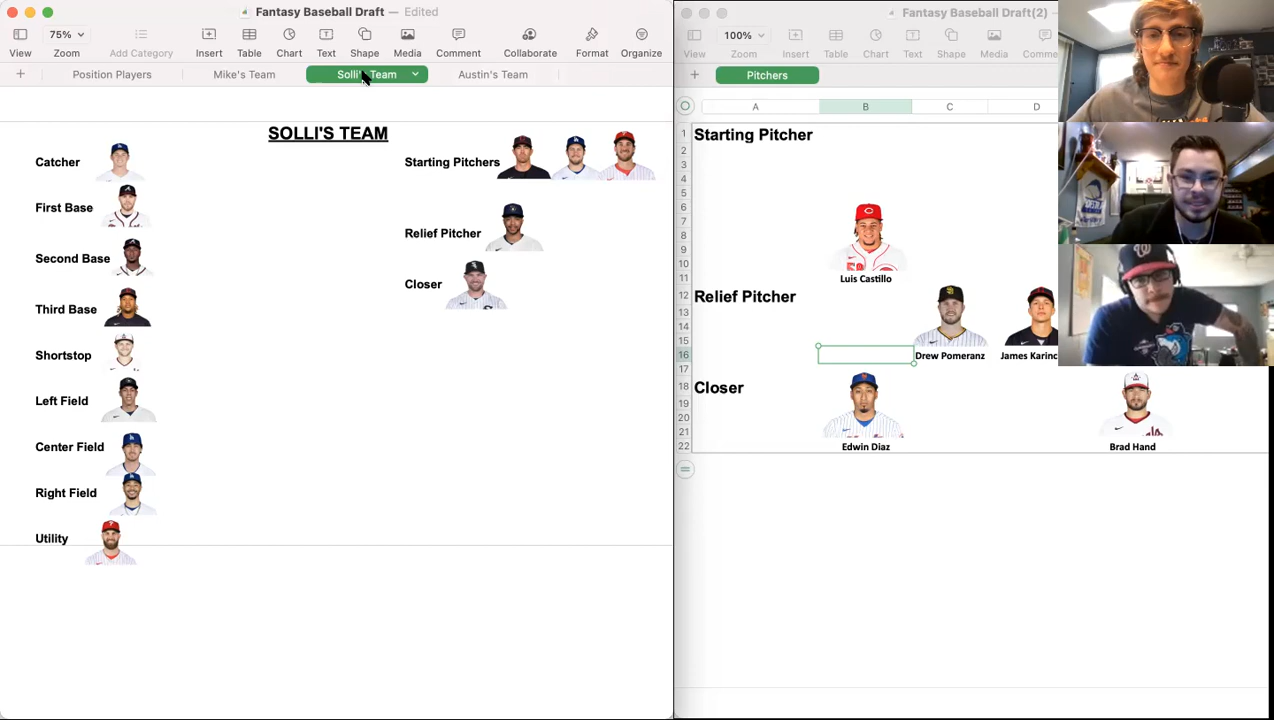 Fantasy Baseball Draft — Edited
75%
View Zoom Add Category Insert Table Chart Text Shape Media Comment Collaborate Format Organize
Position Players Mike's Team Solli's Team Austin's Team
SOLLI'S TEAM
Catcher
First Base
Second Base
Third Base
Shortstop
Left Field
Center Field
Right Field
Utility
Starting Pitchers
Relief Pitcher
Closer
Fantasy Baseball Draft(2)
100%
View Zoom Insert Table Chart Text Shape Media Com
Pitchers
A B C D
1 Starting Pitcher
2
3
4
5
6
7
8
9
10
11 Luis Castillo
12 Relief Pitcher
13
14
15
16 Drew Pomeranz James Karinc
17
18 Closer
19
20
21
22 Edwin Diaz Brad Hand